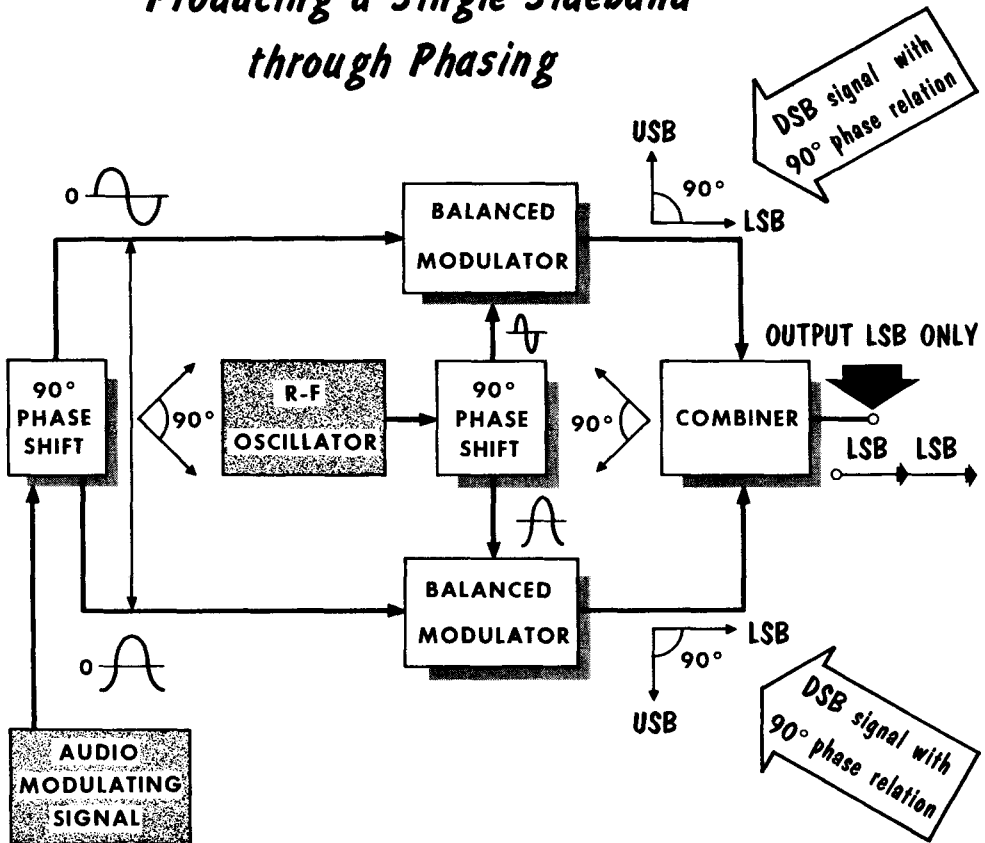 Producing a Single Sideband
through Phasing
DSB signal with
90° phase relation
USB
90°
LSB
0
BALANCED
MODULATOR
OUTPUT LSB ONLY
90°
PHASE
SHIFT
90°
R-F
OSCILLATOR
90°
PHASE
SHIFT
90°
COMBINER
LSB LSB
BALANCED
MODULATOR
0
LSB
90°
USB
DSB signal with
90° phase relation
AUDIO
MODULATING
SIGNAL